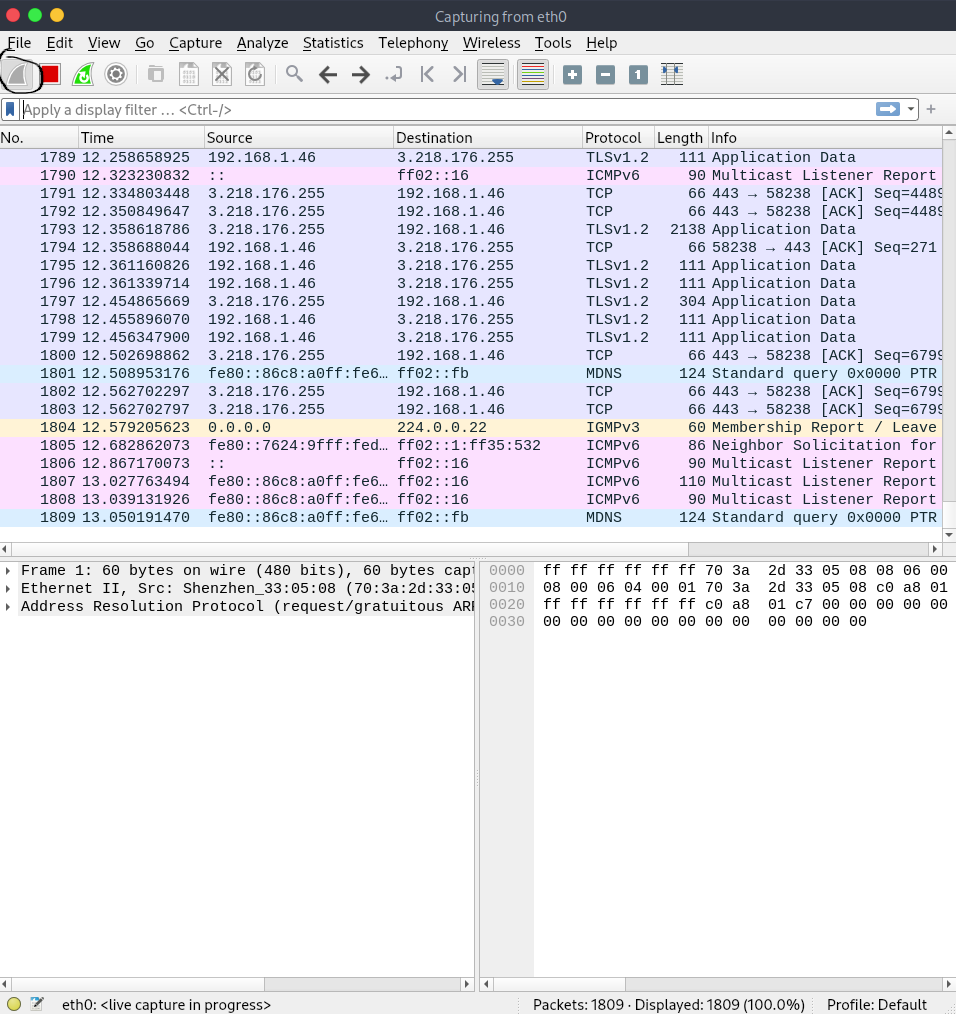 Capturing from eth0
File Edit View Go Capture Analyze Statistics Telephony Wireless Tools Help
1
Apply a display filter … <Ctrl-/> +
No. Time Source Destination Protocol Length Info
1789 12.258658925 192.168.1.46 3.218.176.255 TLSv1.2 111 Application Data
1790 12.323230832 :: ff02::16 ICMPv6 90 Multicast Listener Report
1791 12.334803448 3.218.176.255 192.168.1.46 TCP 66 443 → 58238 [ACK] Seq=4489
1792 12.350849647 3.218.176.255 192.168.1.46 TCP 66 443 → 58238 [ACK] Seq=4489
1793 12.358618786 3.218.176.255 192.168.1.46 TLSv1.2 2138 Application Data
1794 12.358688044 192.168.1.46 3.218.176.255 TCP 66 58238 → 443 [ACK] Seq=271
1795 12.361160826 192.168.1.46 3.218.176.255 TLSv1.2 111 Application Data
1796 12.361339714 192.168.1.46 3.218.176.255 TLSv1.2 111 Application Data
1797 12.454865669 3.218.176.255 192.168.1.46 TLSv1.2 304 Application Data
1798 12.455896070 192.168.1.46 3.218.176.255 TLSv1.2 111 Application Data
1799 12.456347900 192.168.1.46 3.218.176.255 TLSv1.2 111 Application Data
1800 12.502698862 3.218.176.255 192.168.1.46 TCP 66 443 → 58238 [ACK] Seq=6799
1801 12.508953176 fe80::86c8:a0ff:fe6… ff02::fb MDNS 124 Standard query 0x0000 PTR
1802 12.562702297 3.218.176.255 192.168.1.46 TCP 66 443 → 58238 [ACK] Seq=6799
1803 12.562702797 3.218.176.255 192.168.1.46 TCP 66 443 → 58238 [ACK] Seq=6799
1804 12.579205623 0.0.0.0 224.0.0.22 IGMPv3 60 Membership Report / Leave
1805 12.682862073 fe80::7624:9fff:fed… ff02::1:ff35:532 ICMPv6 86 Neighbor Solicitation for
1806 12.867170073 :: ff02::16 ICMPv6 90 Multicast Listener Report
1807 13.027763494 fe80::86c8:a0ff:fe6… ff02::16 ICMPv6 110 Multicast Listener Report
1808 13.039131926 fe80::86c8:a0ff:fe6… ff02::16 ICMPv6 90 Multicast Listener Report
1809 13.050191470 fe80::86c8:a0ff:fe6… ff02::fb MDNS 124 Standard query 0x0000 PTR
Frame 1: 60 bytes on wire (480 bits), 60 bytes capt
Ethernet II, Src: Shenzhen_33:05:08 (70:3a:2d:33:05
Address Resolution Protocol (request/gratuitous ARP
0000 ff ff ff ff ff ff 70 3a 2d 33 05 08 08 06 00
0010 08 00 06 04 00 01 70 3a 2d 33 05 08 c0 a8 01
0020 ff ff ff ff ff ff c0 a8 01 c7 00 00 00 00 00
0030 00 00 00 00 00 00 00 00 00 00 00 00
eth0: <live capture in progress> Packets: 1809 · Displayed: 1809 (100.0%) Profile: Default